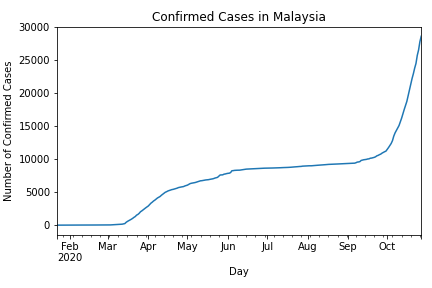 Confirmed Cases in Malaysia
Number of Confirmed Cases
30000
25000
20000
15000
10000
5000
0
Feb Mar Apr May Jun Jul Aug Sep Oct
2020
Day